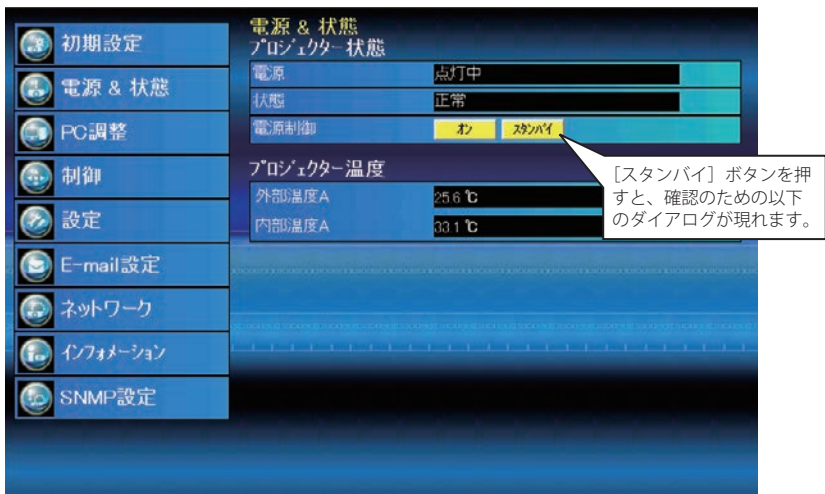 初期設定
電源 & 状態
PC調整
制御
設定
E-mail設定
ネットワーク
インフォメーション
SNMP設定
電源 & 状態
プロジェクター状態
電源 点灯中
状態 正常
電源制御 オン スタンバイ
プロジェクター温度
外部温度A 25.6 ℃
内部温度A 33.1 ℃
［スタンバイ］ボタンを押
すと、確認のための以下
のダイアログが現れます。